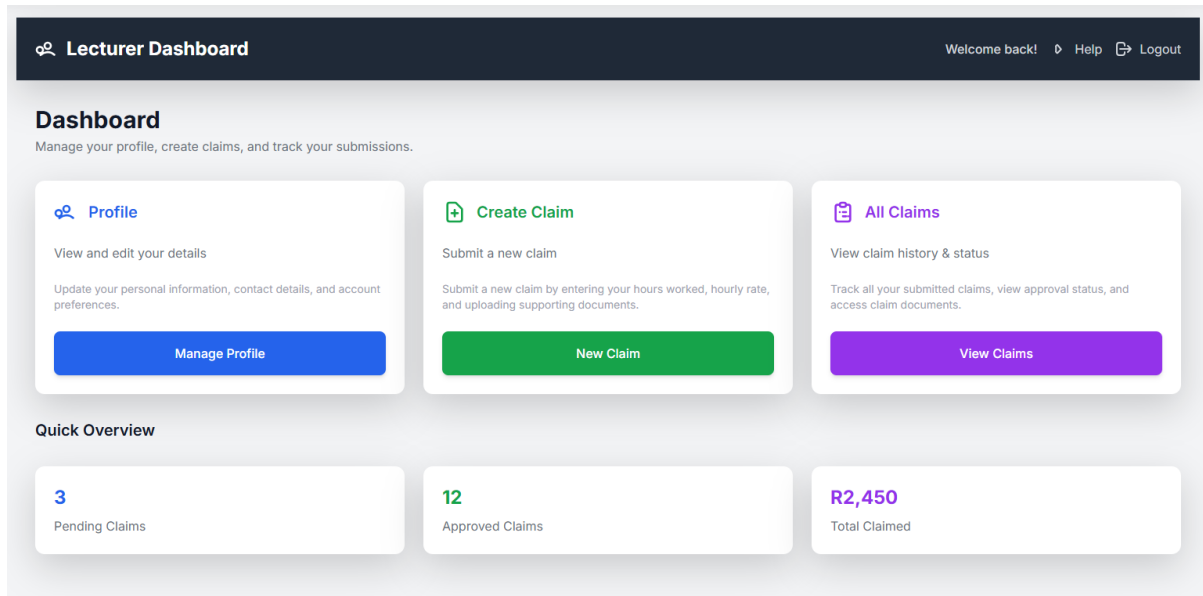 Lecturer Dashboard
Welcome back! Help Logout
Dashboard
Manage your profile, create claims, and track your submissions.
Profile
View and edit your details
Update your personal information, contact details, and account
preferences.
Manage Profile
Create Claim
Submit a new claim
Submit a new claim by entering your hours worked, hourly rate,
and uploading supporting documents.
New Claim
All Claims
View claim history & status
Track all your submitted claims, view approval status, and
access claim documents.
View Claims
Quick Overview
3
Pending Claims
12
Approved Claims
R2,450
Total Claimed